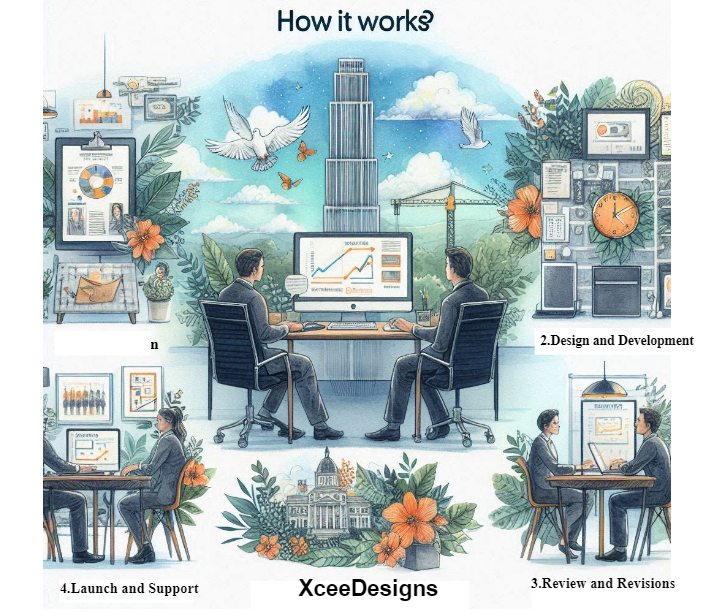 How it works?
n
2.Design and Development
4.Launch and Support
XceeDesigns
3.Review and Revisions